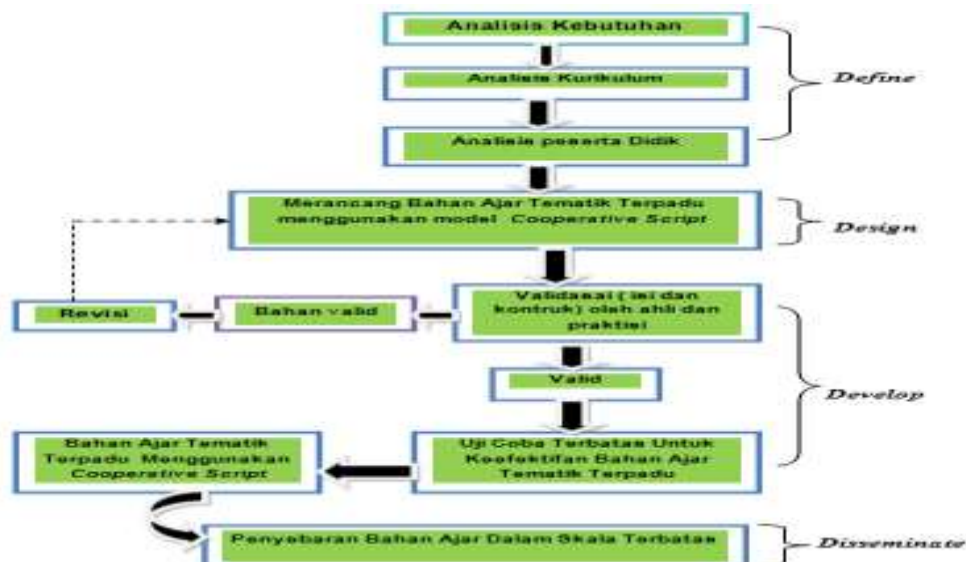 Analisis Kebutuhan
Define
Analisis Kurikulum
Analisis peserta Didik
Merancang Bahan Ajar Tematik Terpadu
menggunakan model Cooperative Script
Design
Revisi
Bahan valid
Validasai ( isi dan
kontruk) oleh ahli dan
praktisi
Valid
Develop
Bahan Ajar Tematik
Terpadu Menggunakan
Cooperative Script
Uji Coba Terbatas Untuk
Keefektifan Bahan Ajar
Tematik Terpadu
Penyebaran Bahan Ajar Dalam Skala Terbatas
Disseminate